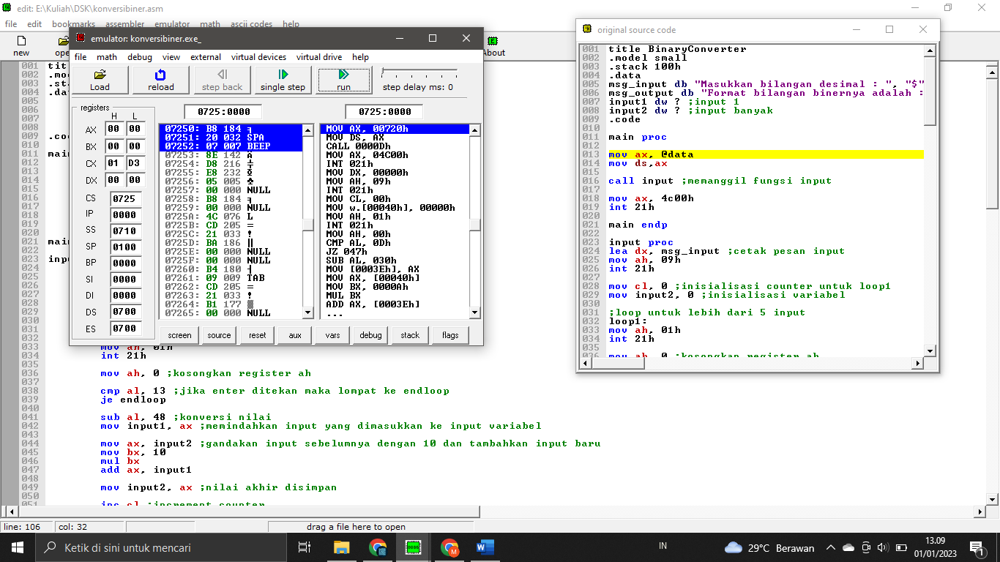 edit: E:\Kuliah\DSK\konversibiner.asm
file edit bookmarks assembler emulator math ascii codes help
new
About
emulator: konversibiner.exe_
file math debug view external virtual devices virtual drive help
Load reload step back single step run step delay ms: 0
registers
H L
AX 00 00
BX 00 00
CX 01 D3
DX 00 00
CS 0725
IP 0000
SS 0710
SP 0100
BP 0000
SI 0000
DI 0000
DS 0700
ES 0700
0725:0000 0725:0000
07250: B8 184 ╕
07251: 20 032 SPA
07252: 07 007 BEEP
07253: 8E 142 Ä
07254: D8 216 ╪
07255: E8 232
07256: 05 005 ♣
07257: 00 000 NULL
07258: B8 184 ╕
07259: 00 000 NULL
0725A: 4C 076 L
0725B: CD 205 =
0725C: 21 033 !
0725D: BA 186 ║
0725E: 00 000 NULL
0725F: 00 000 NULL
07260: B4 180 ┤
07261: 09 009 TAB
07262: CD 205 =
07263: 21 033 !
07264: B1 177 ▒
07265: 00 000 NULL
MOV AX, 00720h
MOV DS, AX
CALL 0000Dh
MOV AX, 04C00h
INT 021h
MOV DX, 00000h
MOV AH, 09h
INT 021h
MOV CL, 00h
MOV w.[00040h], 00000h
MOV AH, 01h
INT 021h
MOV AH, 00h
CMP AL, 0Dh
JZ 047h
SUB AL, 030h
MOV [0003Eh], AX
MOV AX, [00040h]
MOV BX, 0000Ah
MUL BX
ADD AX, [0003Eh]
...
screen source reset aux vars debug stack flags
original source code
001 title BinaryConverter
002 .model small
003 .stack 100h
004 .data
005 msg_input db "Masukkan bilangan desimal : ", "$"
006 msg_output db "Format bilangan binernya adalah :
007 input1 dw ? ;input 1
008 input2 dw ? ;input banyak
009 .code
010
011 main proc
012
013 mov ax, @data
014 mov ds,ax
015
016 call input ;memanggil fungsi input
017
018 mov ax, 4c00h
019 int 21h
020
021 main endp
022
023 input proc
024 lea dx, msg_input ;cetak pesan input
025 mov ah, 09h
026 int 21h
027
028 mov cl, 0 ;inisialisasi counter untuk loop1
029 mov input2, 0 ;inisialisasi variabel
030
031 ;loop untuk lebih dari 5 input
032 loop1:
033 mov ah, 01h
034 int 21h
035
036 mov ah, 0 ;kosongkan register ah
001 tit
002 .mo
003 .st
004 .da
005
006
007
008
009 .co
010
011 mai
012
013
014
015
016
017
018
019
020
021 mai
022
023 inp
024
025
026
027
028
029
030
031
032
033 mov ah, 01h
034 int 21h
035
036 mov ah, 0 ;kosongkan register ah
037
038 cmp al, 13 ;jika enter ditekan maka lompat ke endloop
039 je endloop
040
041 sub al, 48 ;konversi nilai
042 mov input1, ax ;memindahkan input yang dimasukkan ke input variabel
043
044 mov ax, input2 ;gandakan input sebelumnya dengan 10 dan tambahkan input baru
045 mov bx, 10
046 mul bx
047 add ax, input1
048
049 mov input2, ax ;nilai akhir disimpan
050
051 inc cl ;increment counter
line: 106 col: 32 drag a file here to open
Ketik di sini untuk mencari
IN
29°C Berawan
13.09
01/01/2023
1